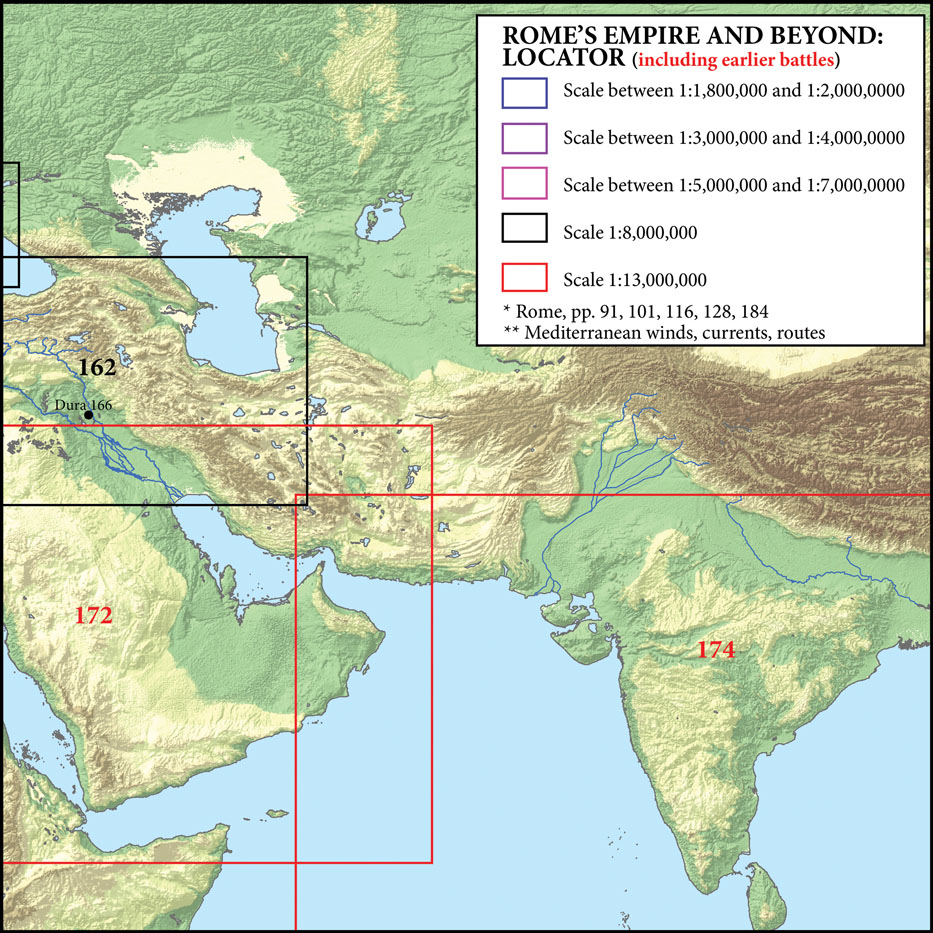 ROME'S EMPIRE AND BEYOND:
LOCATOR (including earlier battles)
Scale between 1:1,800,000 and 1:2,000,0000
Scale between 1:3,000,000 and 1:4,000,0000
Scale between 1:5,000,000 and 1:7,000,0000
Scale 1:8,000,000
Scale 1:13,000,000
* Rome, pp. 91, 101, 116, 128, 184
** Mediterranean winds, currents, routes
162
Dura 166
172
174